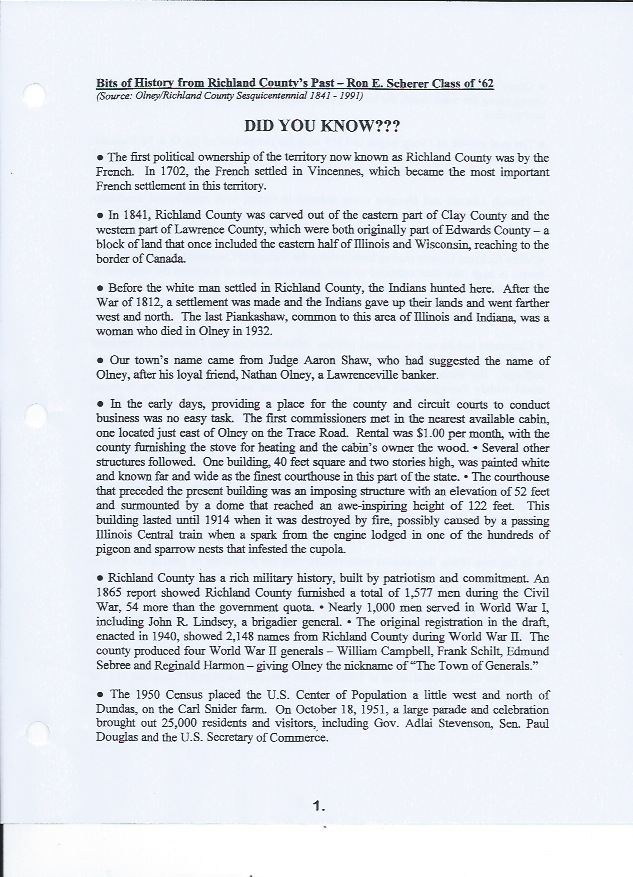 Bits of History from Richland County's Past – Ron E. Scherer Class of '62
(Source: Olney/Richland County Sesquicentennial 1841 - 1991)
DID YOU KNOW???
● The first political ownership of the territory now known as Richland County was by the
French. In 1702, the French settled in Vincennes, which became the most important
French settlement in this territory.
● In 1841, Richland County was carved out of the eastern part of Clay County and the
western part of Lawrence County, which were both originally part of Edwards County – a
block of land that once included the eastern half of Illinois and Wisconsin, reaching to the
border of Canada.
● Before the white man settled in Richland County, the Indians hunted here. After the
War of 1812, a settlement was made and the Indians gave up their lands and went farther
west and north. The last Piankashaw, common to this area of Illinois and Indiana, was a
woman who died in Olney in 1932.
● Our town's name came from Judge Aaron Shaw, who had suggested the name of
Olney, after his loyal friend, Nathan Olney, a Lawrenceville banker.
● In the early days, providing a place for the county and circuit courts to conduct
business was no easy task. The first commissioners met in the nearest available cabin,
one located just east of Olney on the Trace Road. Rental was $1.00 per month, with the
county furnishing the stove for heating and the cabin's owner the wood. • Several other
structures followed. One building, 40 feet square and two stories high, was painted white
and known far and wide as the finest courthouse in this part of the state. • The courthouse
that preceded the present building was an imposing structure with an elevation of 52 feet
and surmounted by a dome that reached an awe-inspiring height of 122 feet. This
building lasted until 1914 when it was destroyed by fire, possibly caused by a passing
Illinois Central train when a spark from the engine lodged in one of the hundreds of
pigeon and sparrow nests that infested the cupola.
● Richland County has a rich military history, built by patriotism and commitment. An
1865 report showed Richland County furnished a total of 1,577 men during the Civil
War, 54 more than the government quota. • Nearly 1,000 men served in World War I,
including John R. Lindsey, a brigadier general. • The original registration in the draft,
enacted in 1940, showed 2,148 names from Richland County during World War II. The
county produced four World War II generals – William Campbell, Frank Schilt, Edmund
Sebree and Reginald Harmon – giving Olney the nickname of "The Town of Generals."
● The 1950 Census placed the U.S. Center of Population a little west and north of
Dundas, on the Carl Snider farm. On October 18, 1951, a large parade and celebration
brought out 25,000 residents and visitors, including Gov. Adlai Stevenson, Sen. Paul
Douglas and the U.S. Secretary of Commerce.
1.